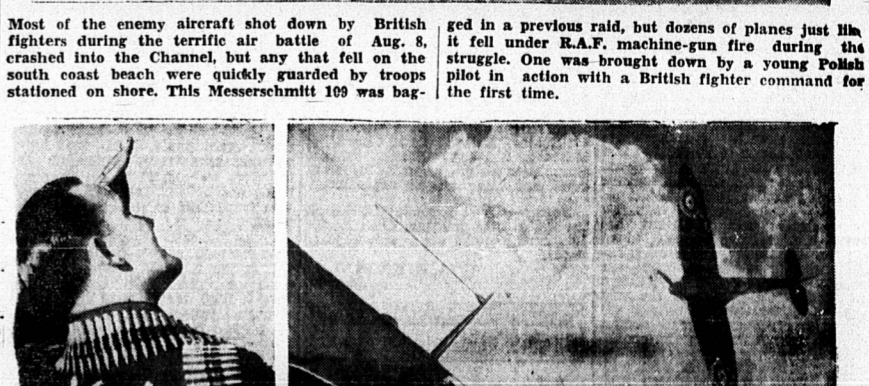 Most of the enemy aircraft shot down by British
fighters during the terrific air battle of Aug. 8,
crashed into the Channel, but any that fell on the
south coast beach were quickly guarded by troops
stationed on shore. This Messerschmitt 109 was bag-
ged in a previous raid, but dozens of planes just like
it fell under R.A.F. machine-gun fire during the
struggle. One was brought down by a young Polish
pilot in action with a British fighter command for
the first time.